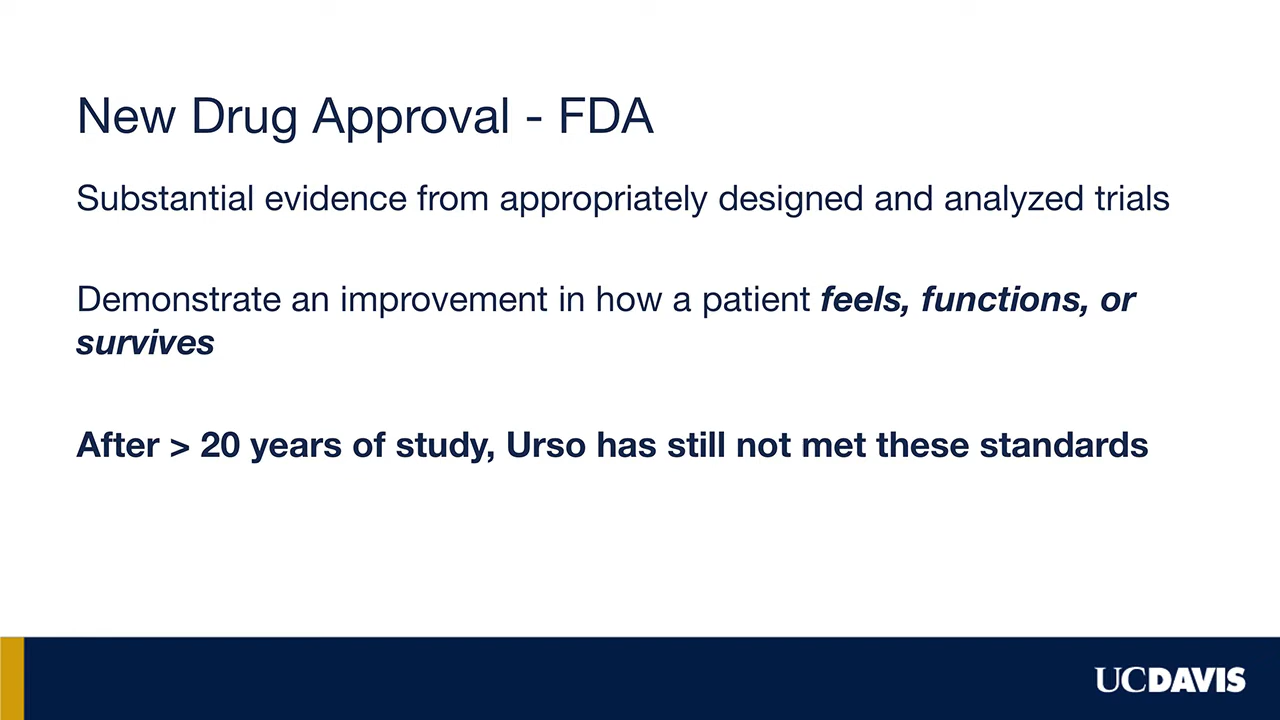 New Drug Approval - FDA
Substantial evidence from appropriately designed and analyzed trials
Demonstrate an improvement in how a patient feels, functions, or
survives
After > 20 years of study, Urso has still not met these standards
UCDAVIS